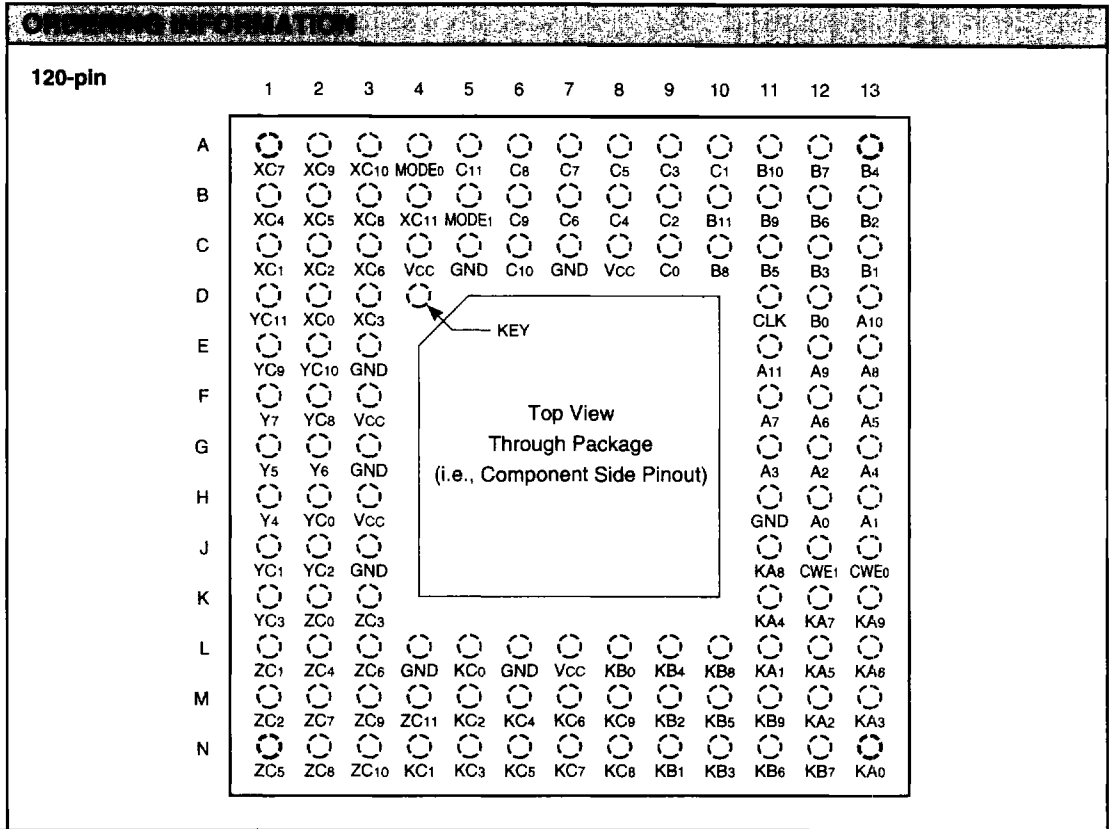 ORDERING INFORMATION
120-pin
1 2 3 4 5 6 7 8 9 10 11 12 13
A
XC7 XC9 XC10 MODE0 C11 C8 C7 C5 C3 C1 B10 B7 B4
B
XC4 XC5 XC8 XC11 MODE1 C9 C6 C4 C2 B11 B9 B6 B2
C
XC1 XC2 XC6 VCC GND C10 GND VCC C0 B8 B5 B3 B1
D
KEY
YC11 XC0 XC3 CLK B0 A10
E
YC9 YC10 GND A11 A9 A8
F
Y7 YC8 VCC A7 A6 A5
Top View
Through Package
(i.e., Component Side Pinout)
G
Y5 Y6 GND A3 A2 A4
H
Y4 YC0 VCC GND A0 A1
J
YC1 YC2 GND KA8 CWE1 CWE0
K
YC3 ZC0 ZC3 KA4 KA7 KA9
L
ZC1 ZC4 ZC6 GND KC0 GND VCC KB0 KB4 KB8 KA1 KA5 KA6
M
ZC2 ZC7 ZC9 ZC11 KC2 KC4 KC6 KC9 KB2 KB5 KB9 KA2 KA3
N
ZC5 ZC8 ZC10 KC1 KC3 KC5 KC7 KC8 KB1 KB3 KB6 KB7 KA0